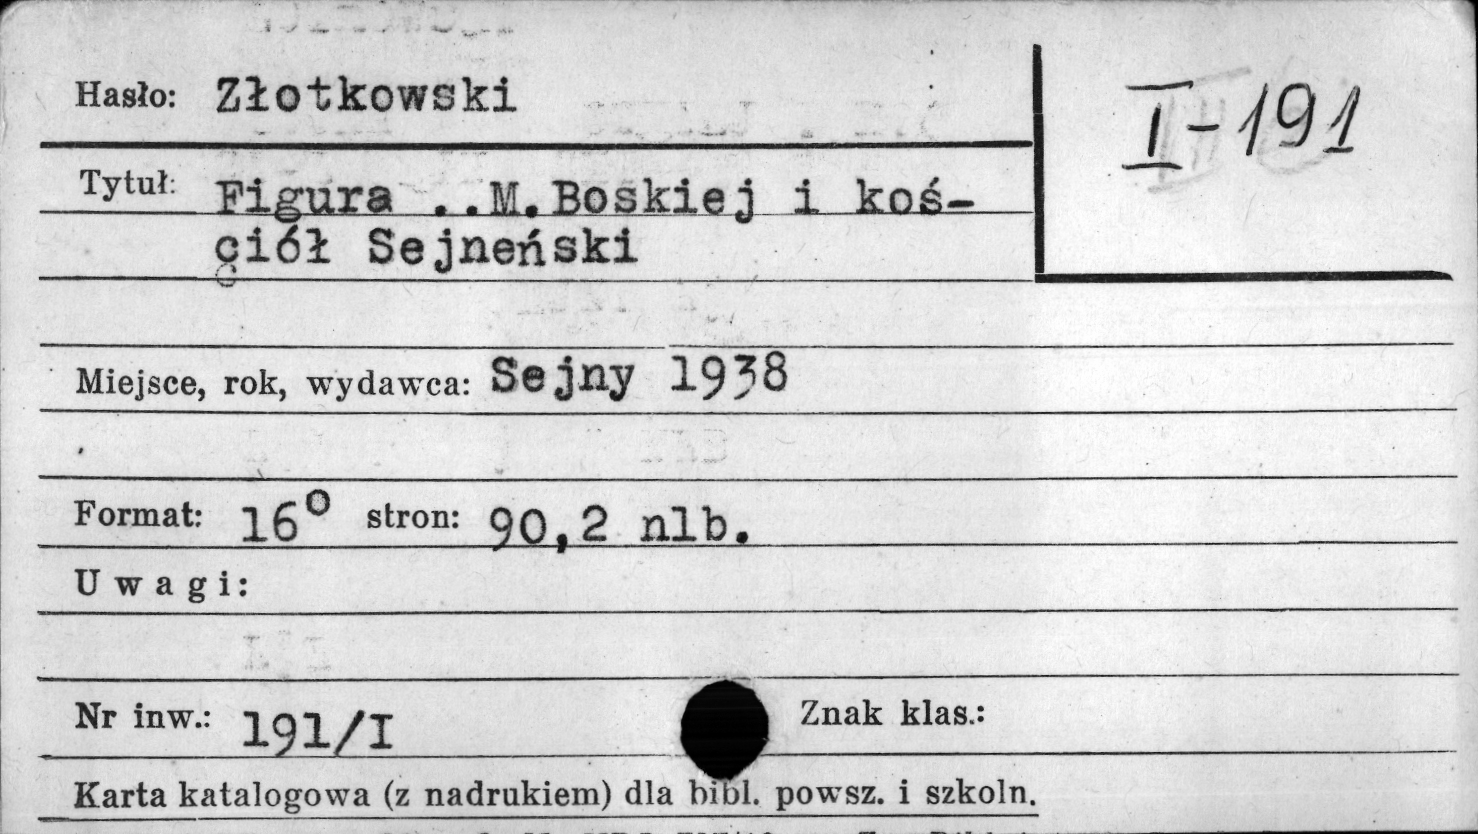 Hasło: Złotkowski
I-191
Tytuł: Figura ..M.Boskiej i koś-
ciół Sejneński
Miejsce, rok, wydawca: Sejny 1938
Format: 16° stron: 90,2 nlb.
Uwagi:
Nr inw.: 191/I Znak klas.:
Karta katalogowa (z nadrukiem) dla bibl. powsz. i szkoln.